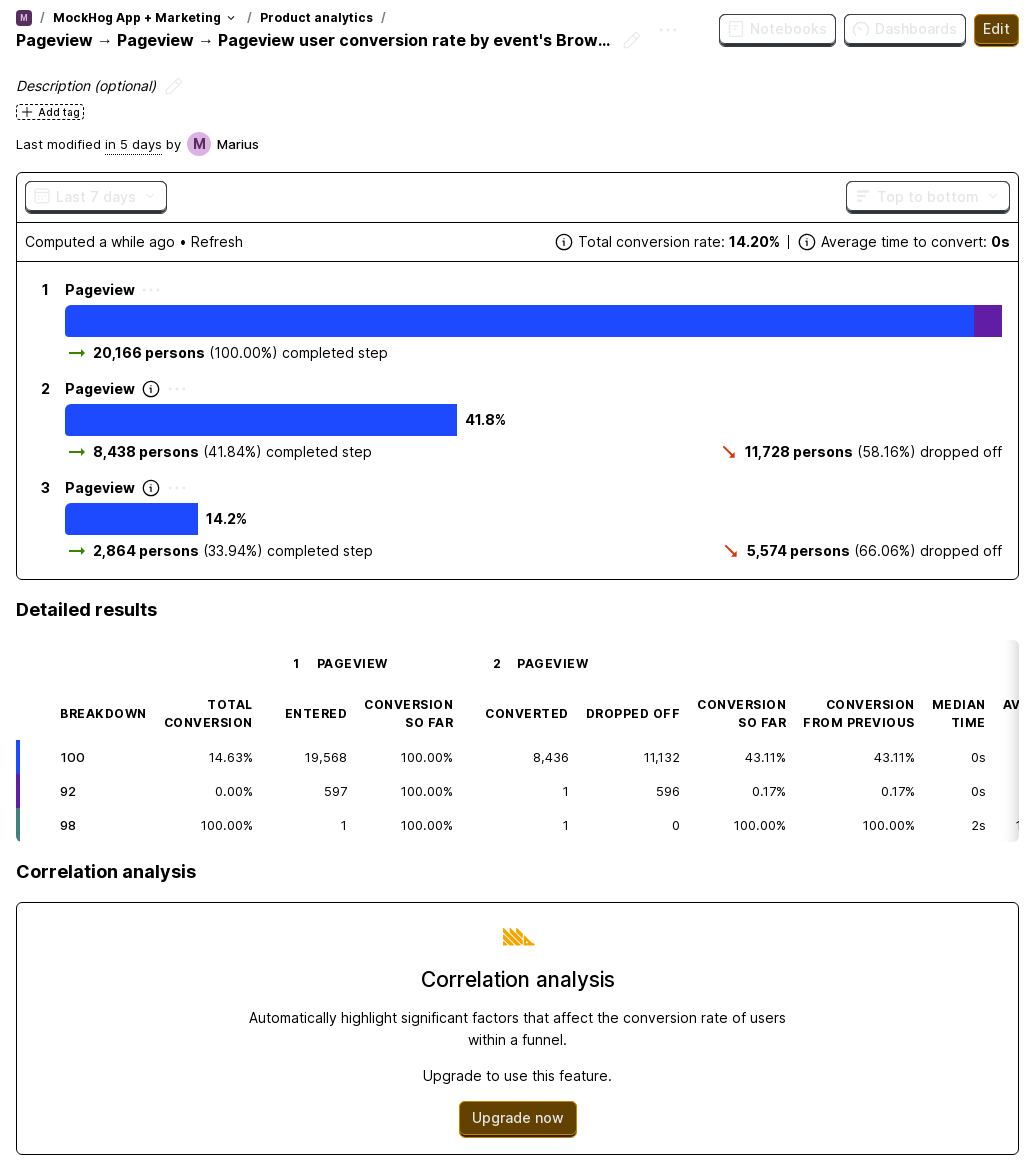 M / MockHog App + Marketing / Product analytics /
Pageview → Pageview → Pageview user conversion rate by event's Brow...
Notebooks
Dashboards
Edit
Description (optional)
Add tag
Last modified in 5 days by M Marius
Last 7 days
Top to bottom
Computed a while ago • Refresh
Total conversion rate: 14.20%
Average time to convert: 0s
1 Pageview
20,166 persons (100.00%) completed step
2 Pageview
41.8%
8,438 persons (41.84%) completed step
11,728 persons (58.16%) dropped off
3 Pageview
14.2%
2,864 persons (33.94%) completed step
5,574 persons (66.06%) dropped off
Detailed results
1 PAGEVIEW 2 PAGEVIEW
BREAKDOWN TOTAL CONVERSION ENTERED CONVERSION SO FAR CONVERTED DROPPED OFF CONVERSION SO FAR CONVERSION FROM PREVIOUS MEDIAN TIME AV
100 14.63% 19,568 100.00% 8,436 11,132 43.11% 43.11% 0s
92 0.00% 597 100.00% 1 596 0.17% 0.17% 0s
98 100.00% 1 100.00% 1 0 100.00% 100.00% 2s
Correlation analysis
Correlation analysis
Automatically highlight significant factors that affect the conversion rate of users
within a funnel.
Upgrade to use this feature.
Upgrade now